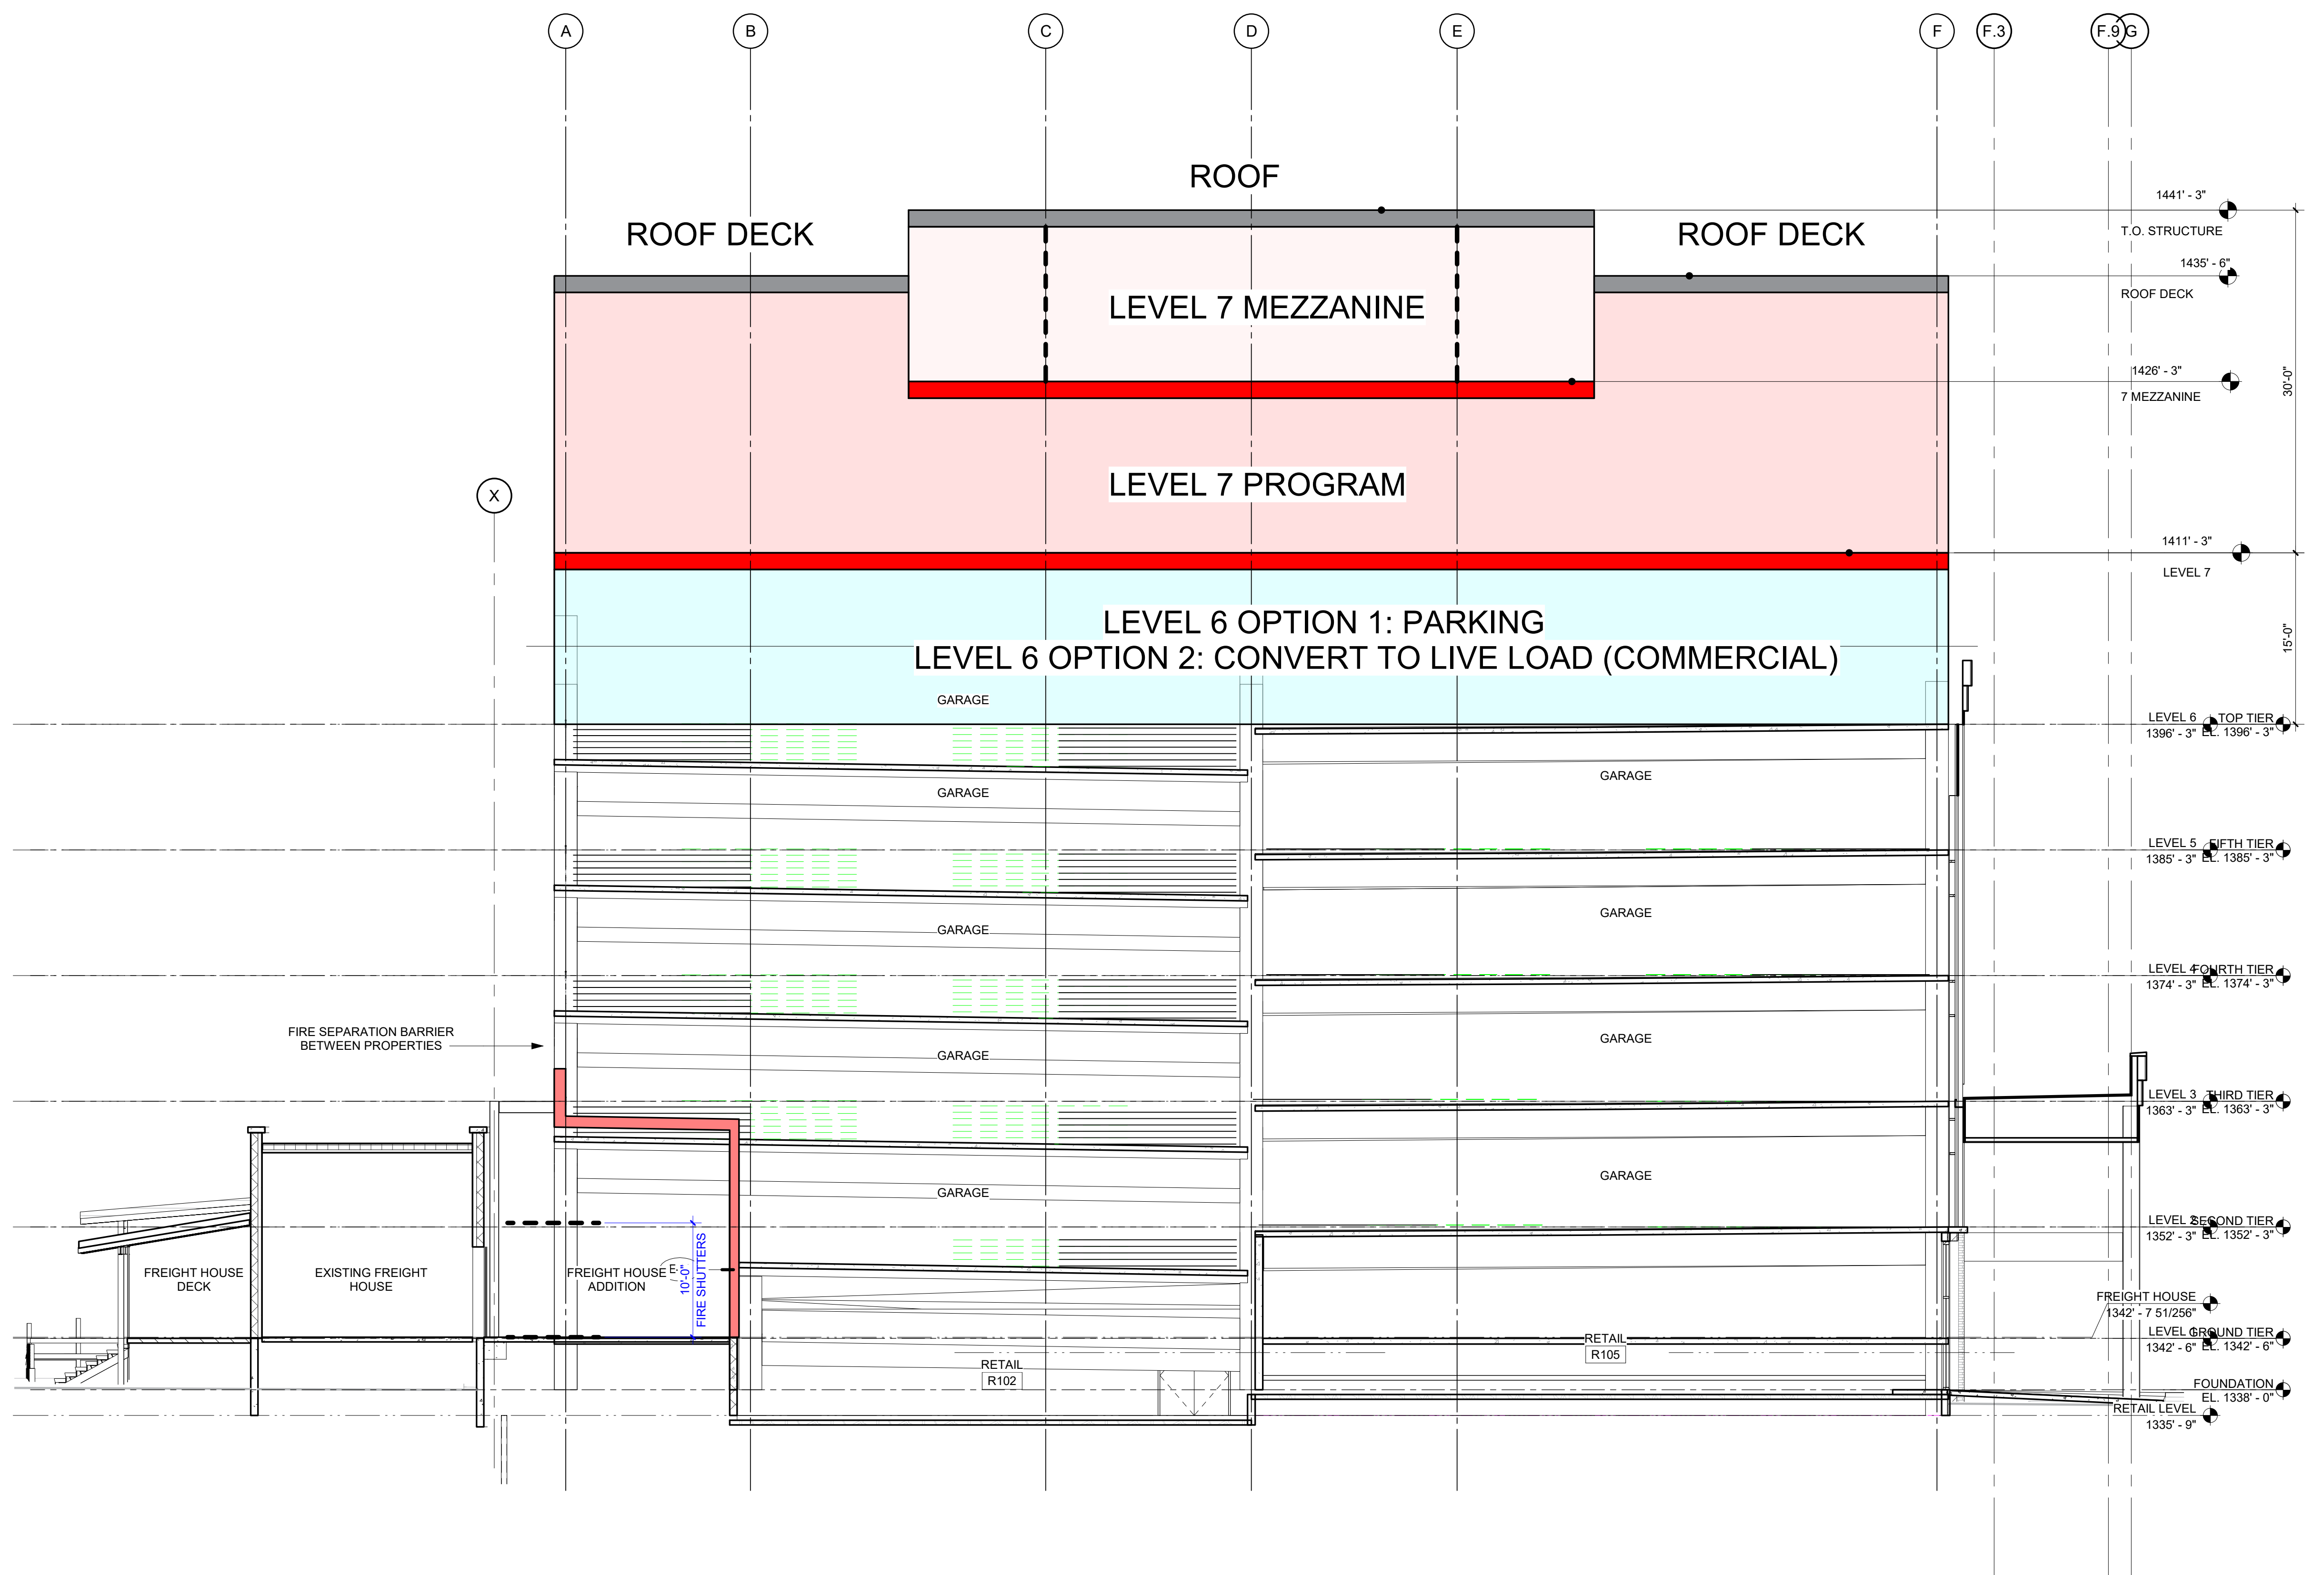 A B C D E F F.3 F.9 G
ROOF
ROOF DECK
ROOF DECK
1441' - 3"
T.O. STRUCTURE
1435' - 6"
ROOF DECK
LEVEL 7 MEZZANINE
1426' - 3"
7 MEZZANINE
30'-0"
LEVEL 7 PROGRAM
X
1411' - 3"
LEVEL 7
LEVEL 6 OPTION 1: PARKING
LEVEL 6 OPTION 2: CONVERT TO LIVE LOAD (COMMERCIAL)
15'-0"
GARAGE
LEVEL 6
1396' - 3"
TOP TIER
EL. 1396' - 3"
GARAGE
GARAGE
LEVEL 5
1385' - 3"
FIFTH TIER
EL. 1385' - 3"
GARAGE
GARAGE
LEVEL 4
1374' - 3"
FOURTH TIER
EL. 1374' - 3"
FIRE SEPARATION BARRIER
BETWEEN PROPERTIES
GARAGE
GARAGE
LEVEL 3
1363' - 3"
THIRD TIER
EL. 1363' - 3"
GARAGE
GARAGE
LEVEL 2
1352' - 3"
SECOND TIER
EL. 1352' - 3"
FREIGHT HOUSE
DECK
EXISTING FREIGHT
HOUSE
FREIGHT HOUSE
ADDITION
10'-0"
FIRE SHUTTERS
FREIGHT HOUSE
1342' - 7 51/256"
LEVEL 1
1342' - 6"
GROUND TIER
EL. 1342' - 6"
RETAIL
R105
RETAIL
R102
FOUNDATION
EL. 1338' - 0"
RETAIL LEVEL
1335' - 9"